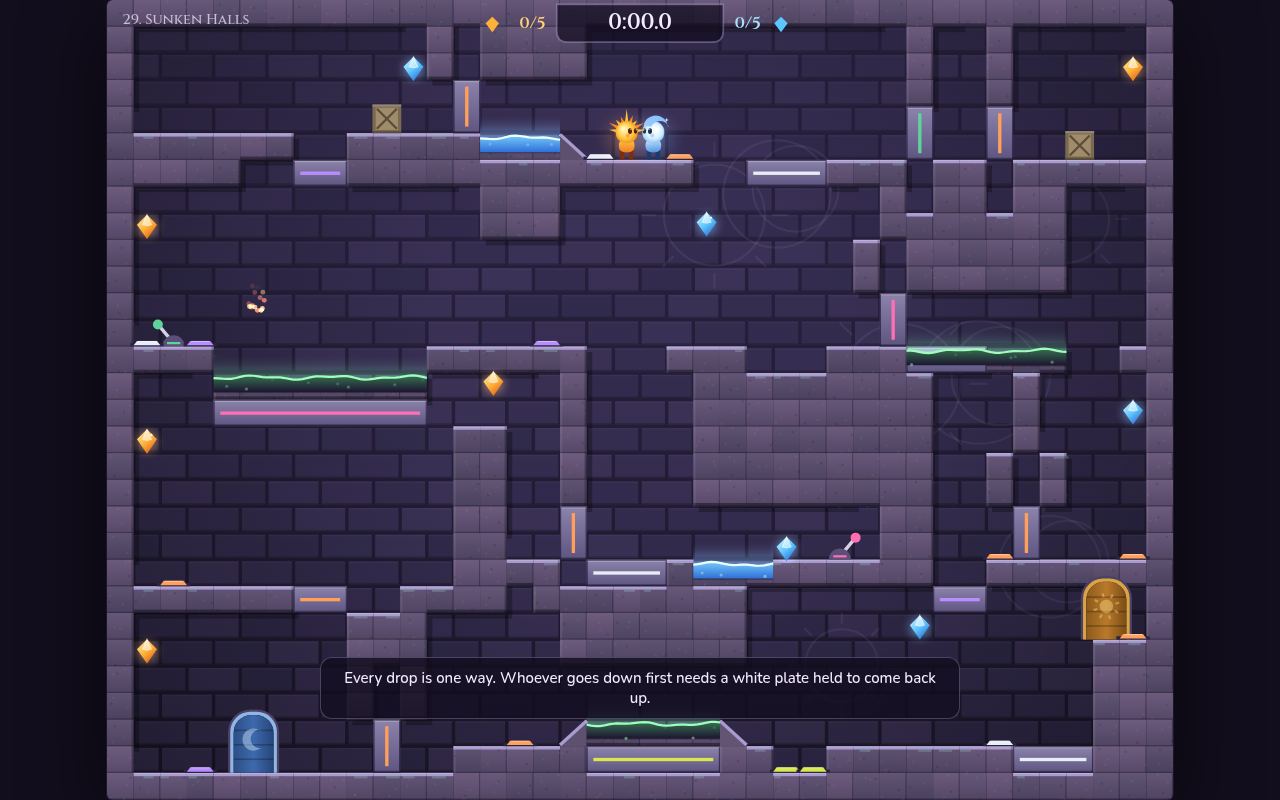 29. Sunken Halls
0/5
0:00.0
0/5
Every drop is one way. Whoever goes down first needs a white plate held to come back
up.